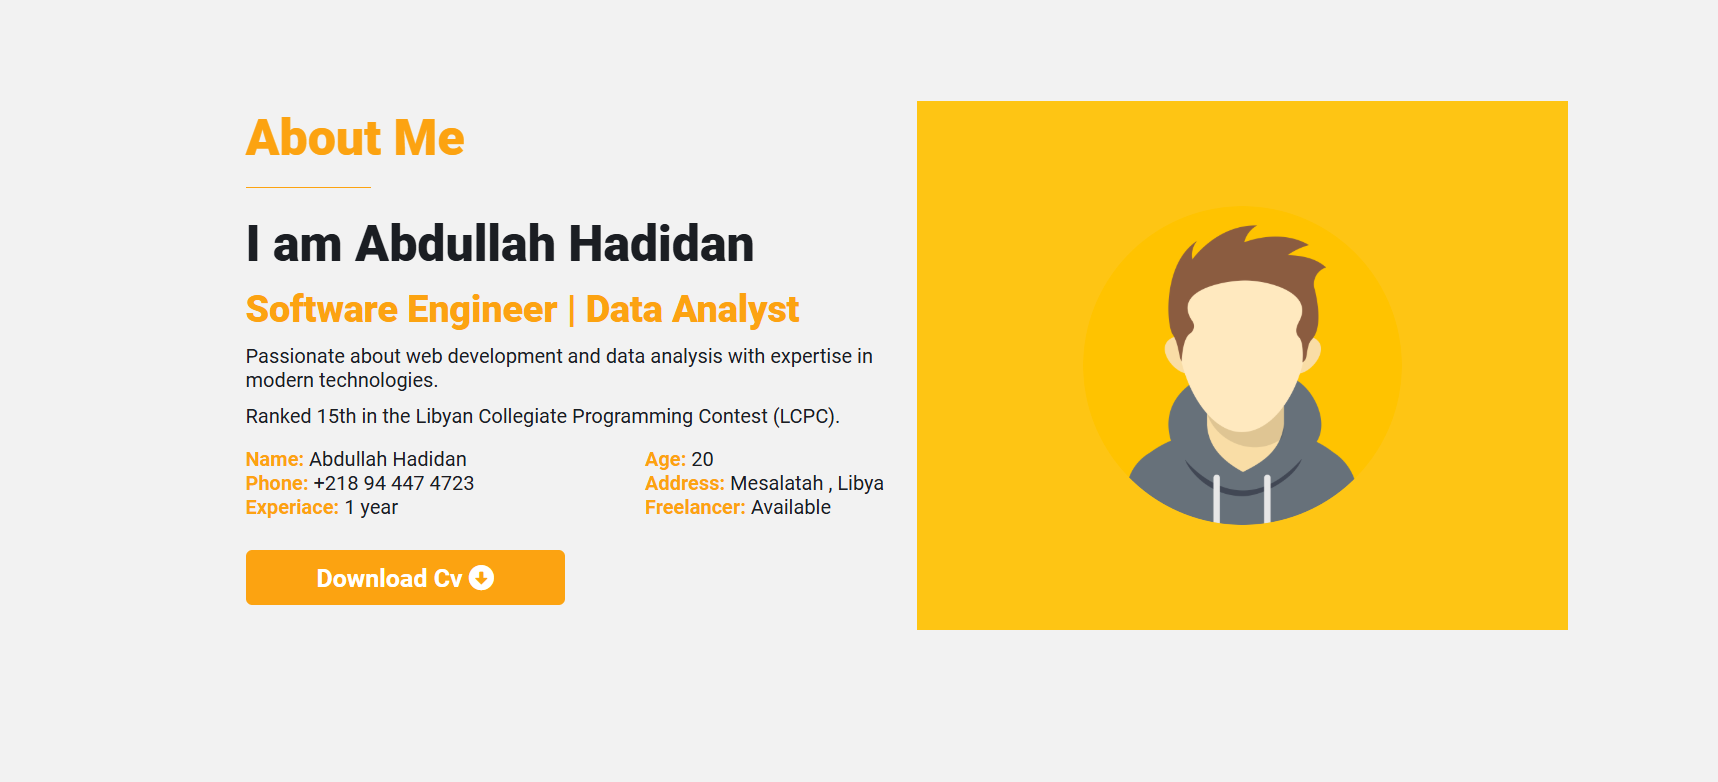 About Me
I am Abdullah Hadidan
Software Engineer | Data Analyst
Passionate about web development and data analysis with expertise in
modern technologies.
Ranked 15th in the Libyan Collegiate Programming Contest (LCPC).
Name: Abdullah Hadidan
Age: 20
Phone: +218 94 447 4723
Address: Mesalatah , Libya
Experiace: 1 year
Freelancer: Available
Download Cv